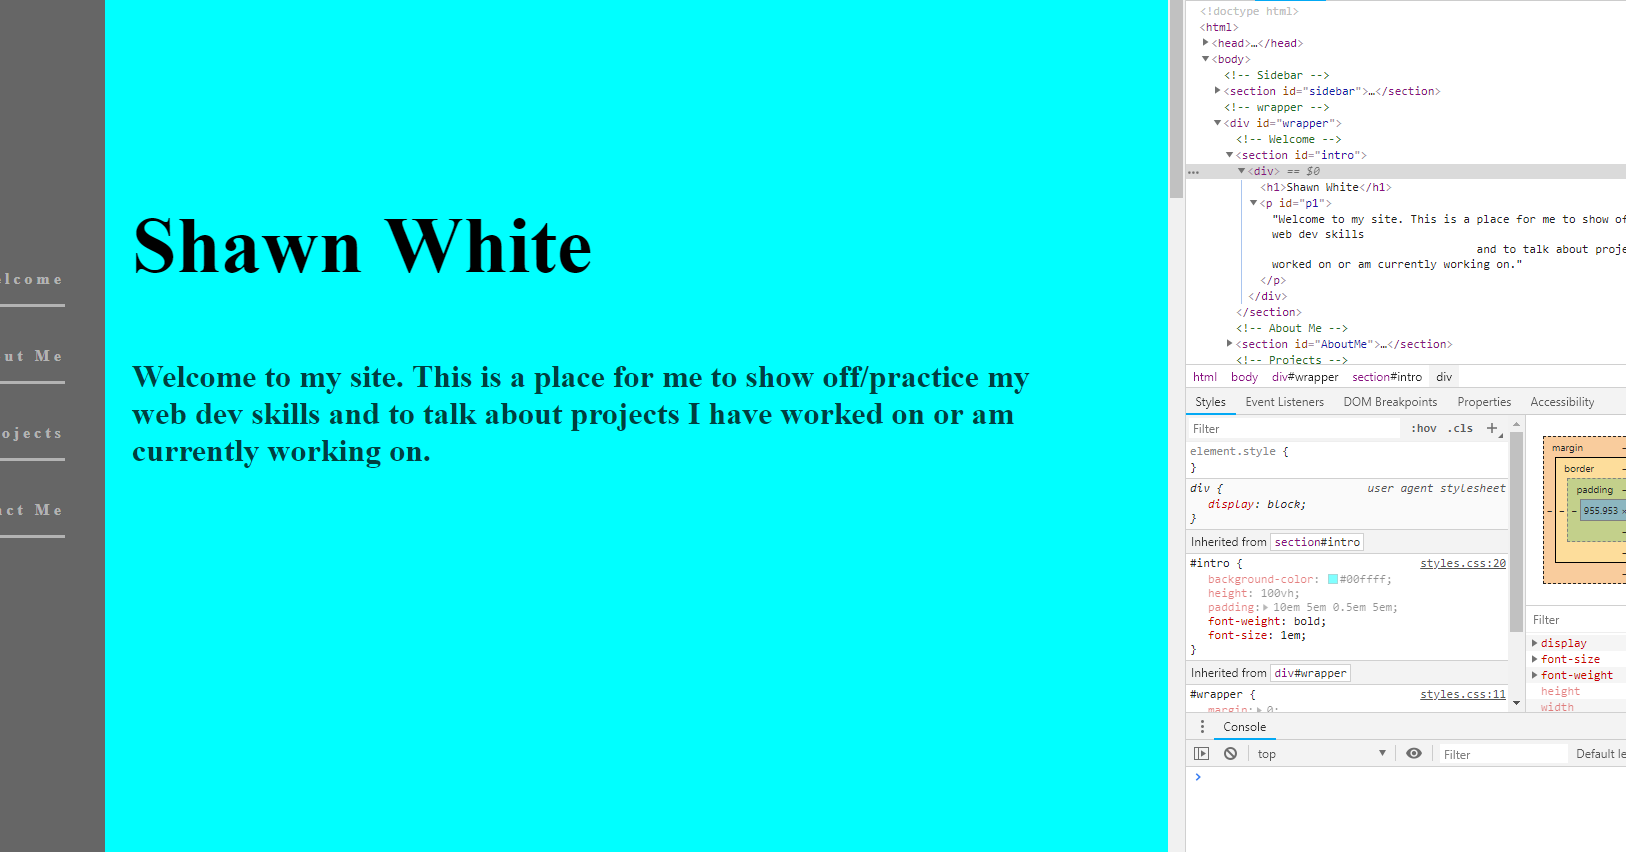 elcome
ut Me
ojects
act Me
Shawn White
Welcome to my site. This is a place for me to show off/practice my
web dev skills and to talk about projects I have worked on or am
currently working on.
<!doctype html>
<html>
<head>…</head>
<body>
<!-- Sidebar -->
<section id="sidebar">…</section>
<!-- wrapper -->
<div id="wrapper">
<!-- Welcome -->
<section id="intro">
… <div> == $0
<h1>Shawn White</h1>
<p id="p1">
"Welcome to my site. This is a place for me to show of
web dev skills
and to talk about proje
worked on or am currently working on."
</p>
</div>
</section>
<!-- About Me -->
<section id="AboutMe">…</section>
<!-- Projects -->
html body div#wrapper section#intro div
Styles Event Listeners DOM Breakpoints Properties Accessibility
Filter :hov .cls +
element.style {
}
div { user agent stylesheet
display: block;
}
Inherited from section#intro
#intro { styles.css:20
background-color: #00ffff;
height: 100vh;
padding: 10em 5em 0.5em 5em;
font-weight: bold;
font-size: 1em;
}
Inherited from div#wrapper
#wrapper { styles.css:11
margin: 0;
margin -
border -
padding -
955.953 ×
Filter
display
font-size
font-weight
height
width
Console
top Filter Default le